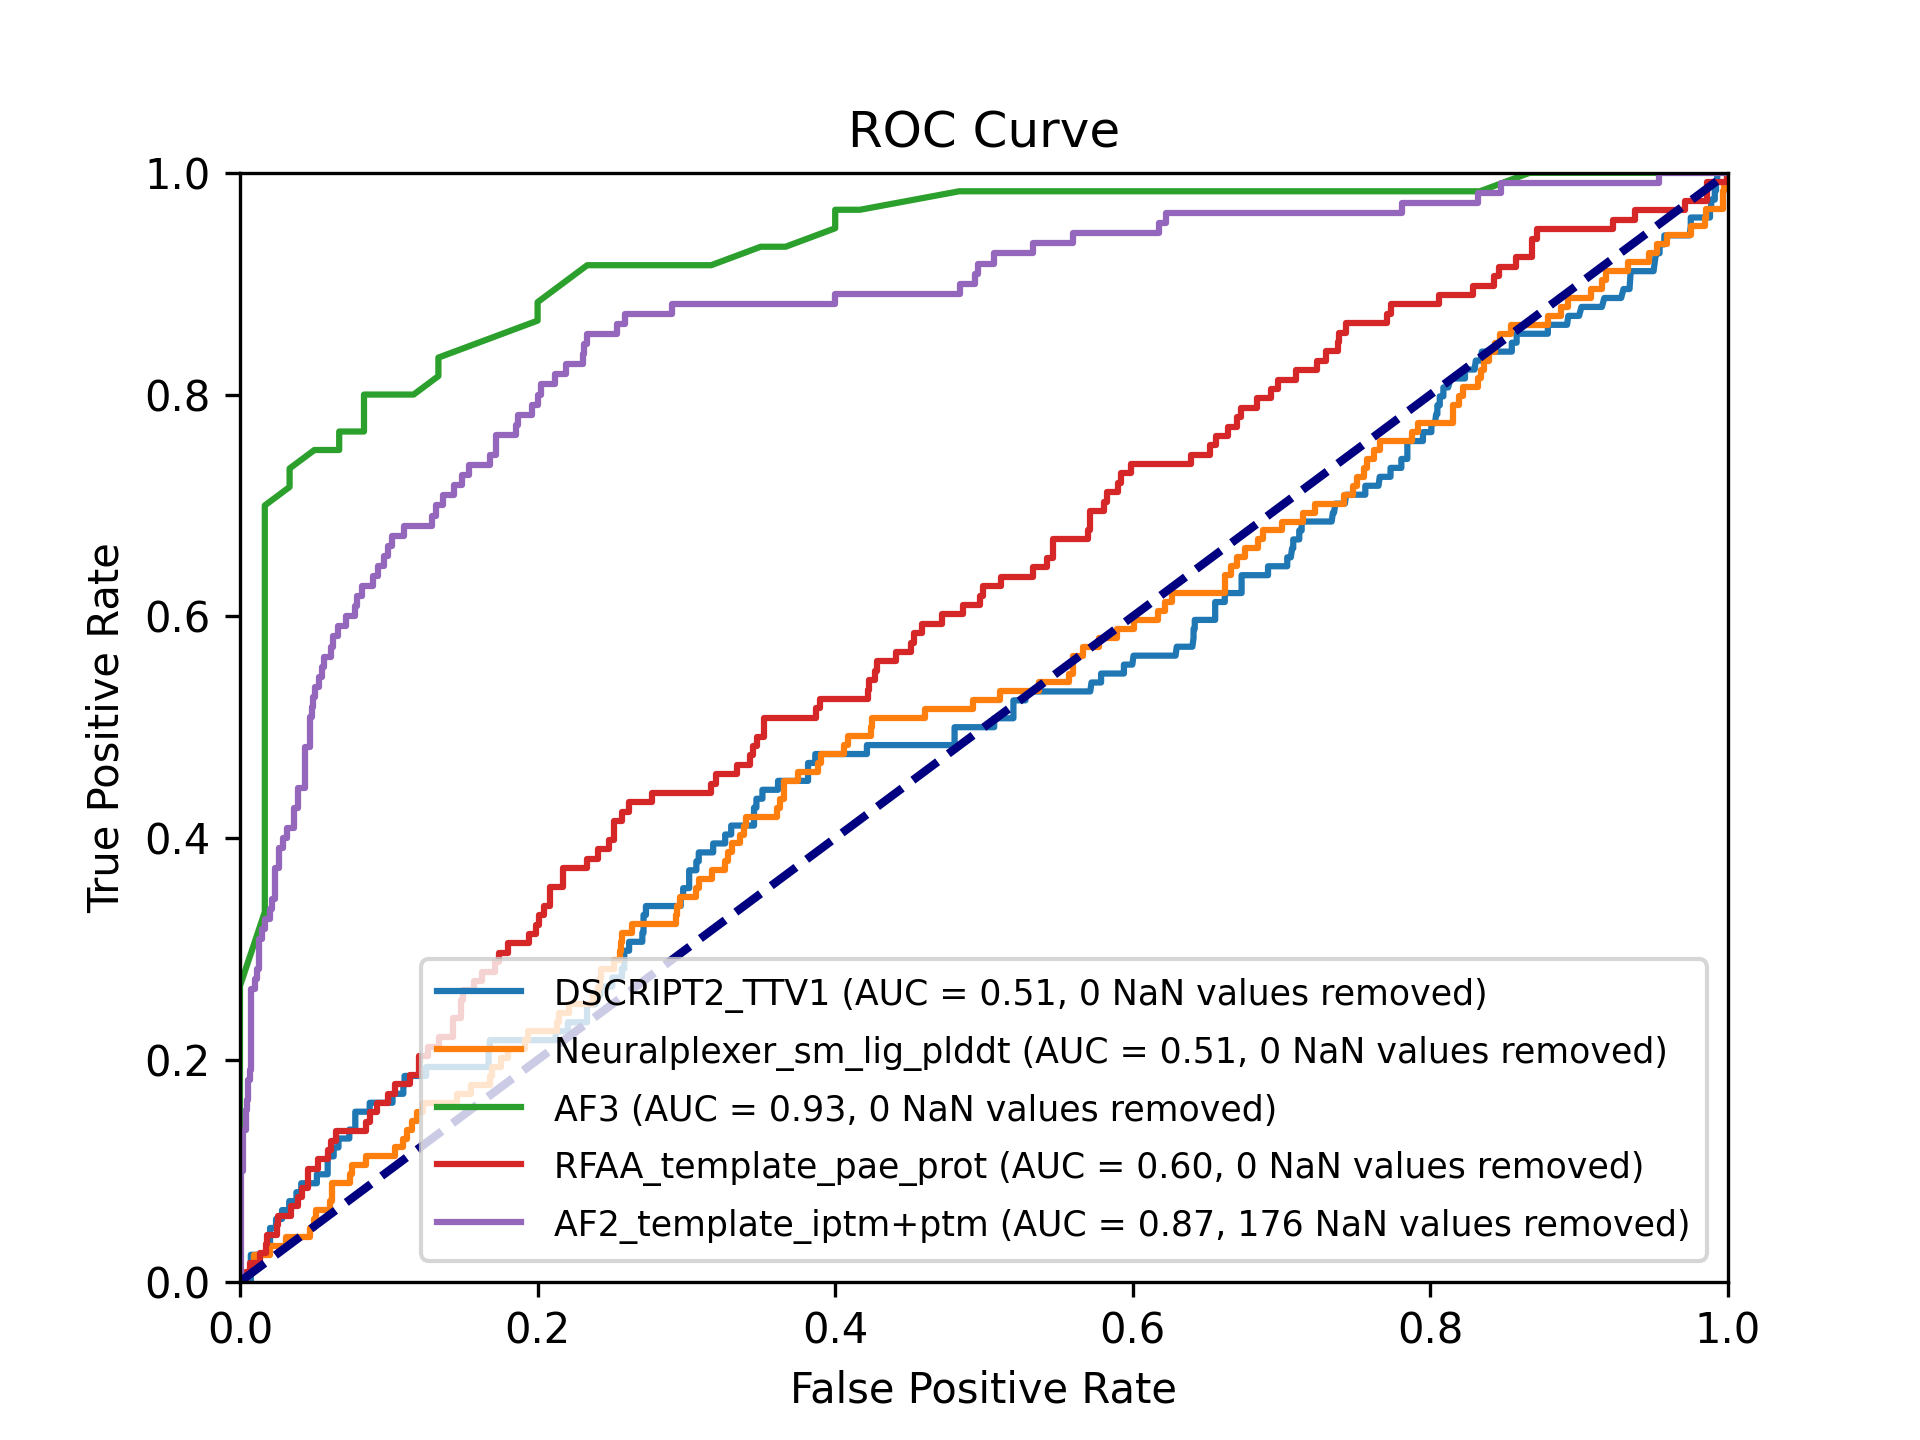 ROC Curve
1.0
0.8
0.6
0.4
0.2
0.0
True Positive Rate
DSCRIPT2_TTV1 (AUC = 0.51, 0 NaN values removed)
Neuralplexer_sm_lig_plddt (AUC = 0.51, 0 NaN values removed)
AF3 (AUC = 0.93, 0 NaN values removed)
RFAA_template_pae_prot (AUC = 0.60, 0 NaN values removed)
AF2_template_iptm+ptm (AUC = 0.87, 176 NaN values removed)
0.0 0.2 0.4 0.6 0.8 1.0
False Positive Rate